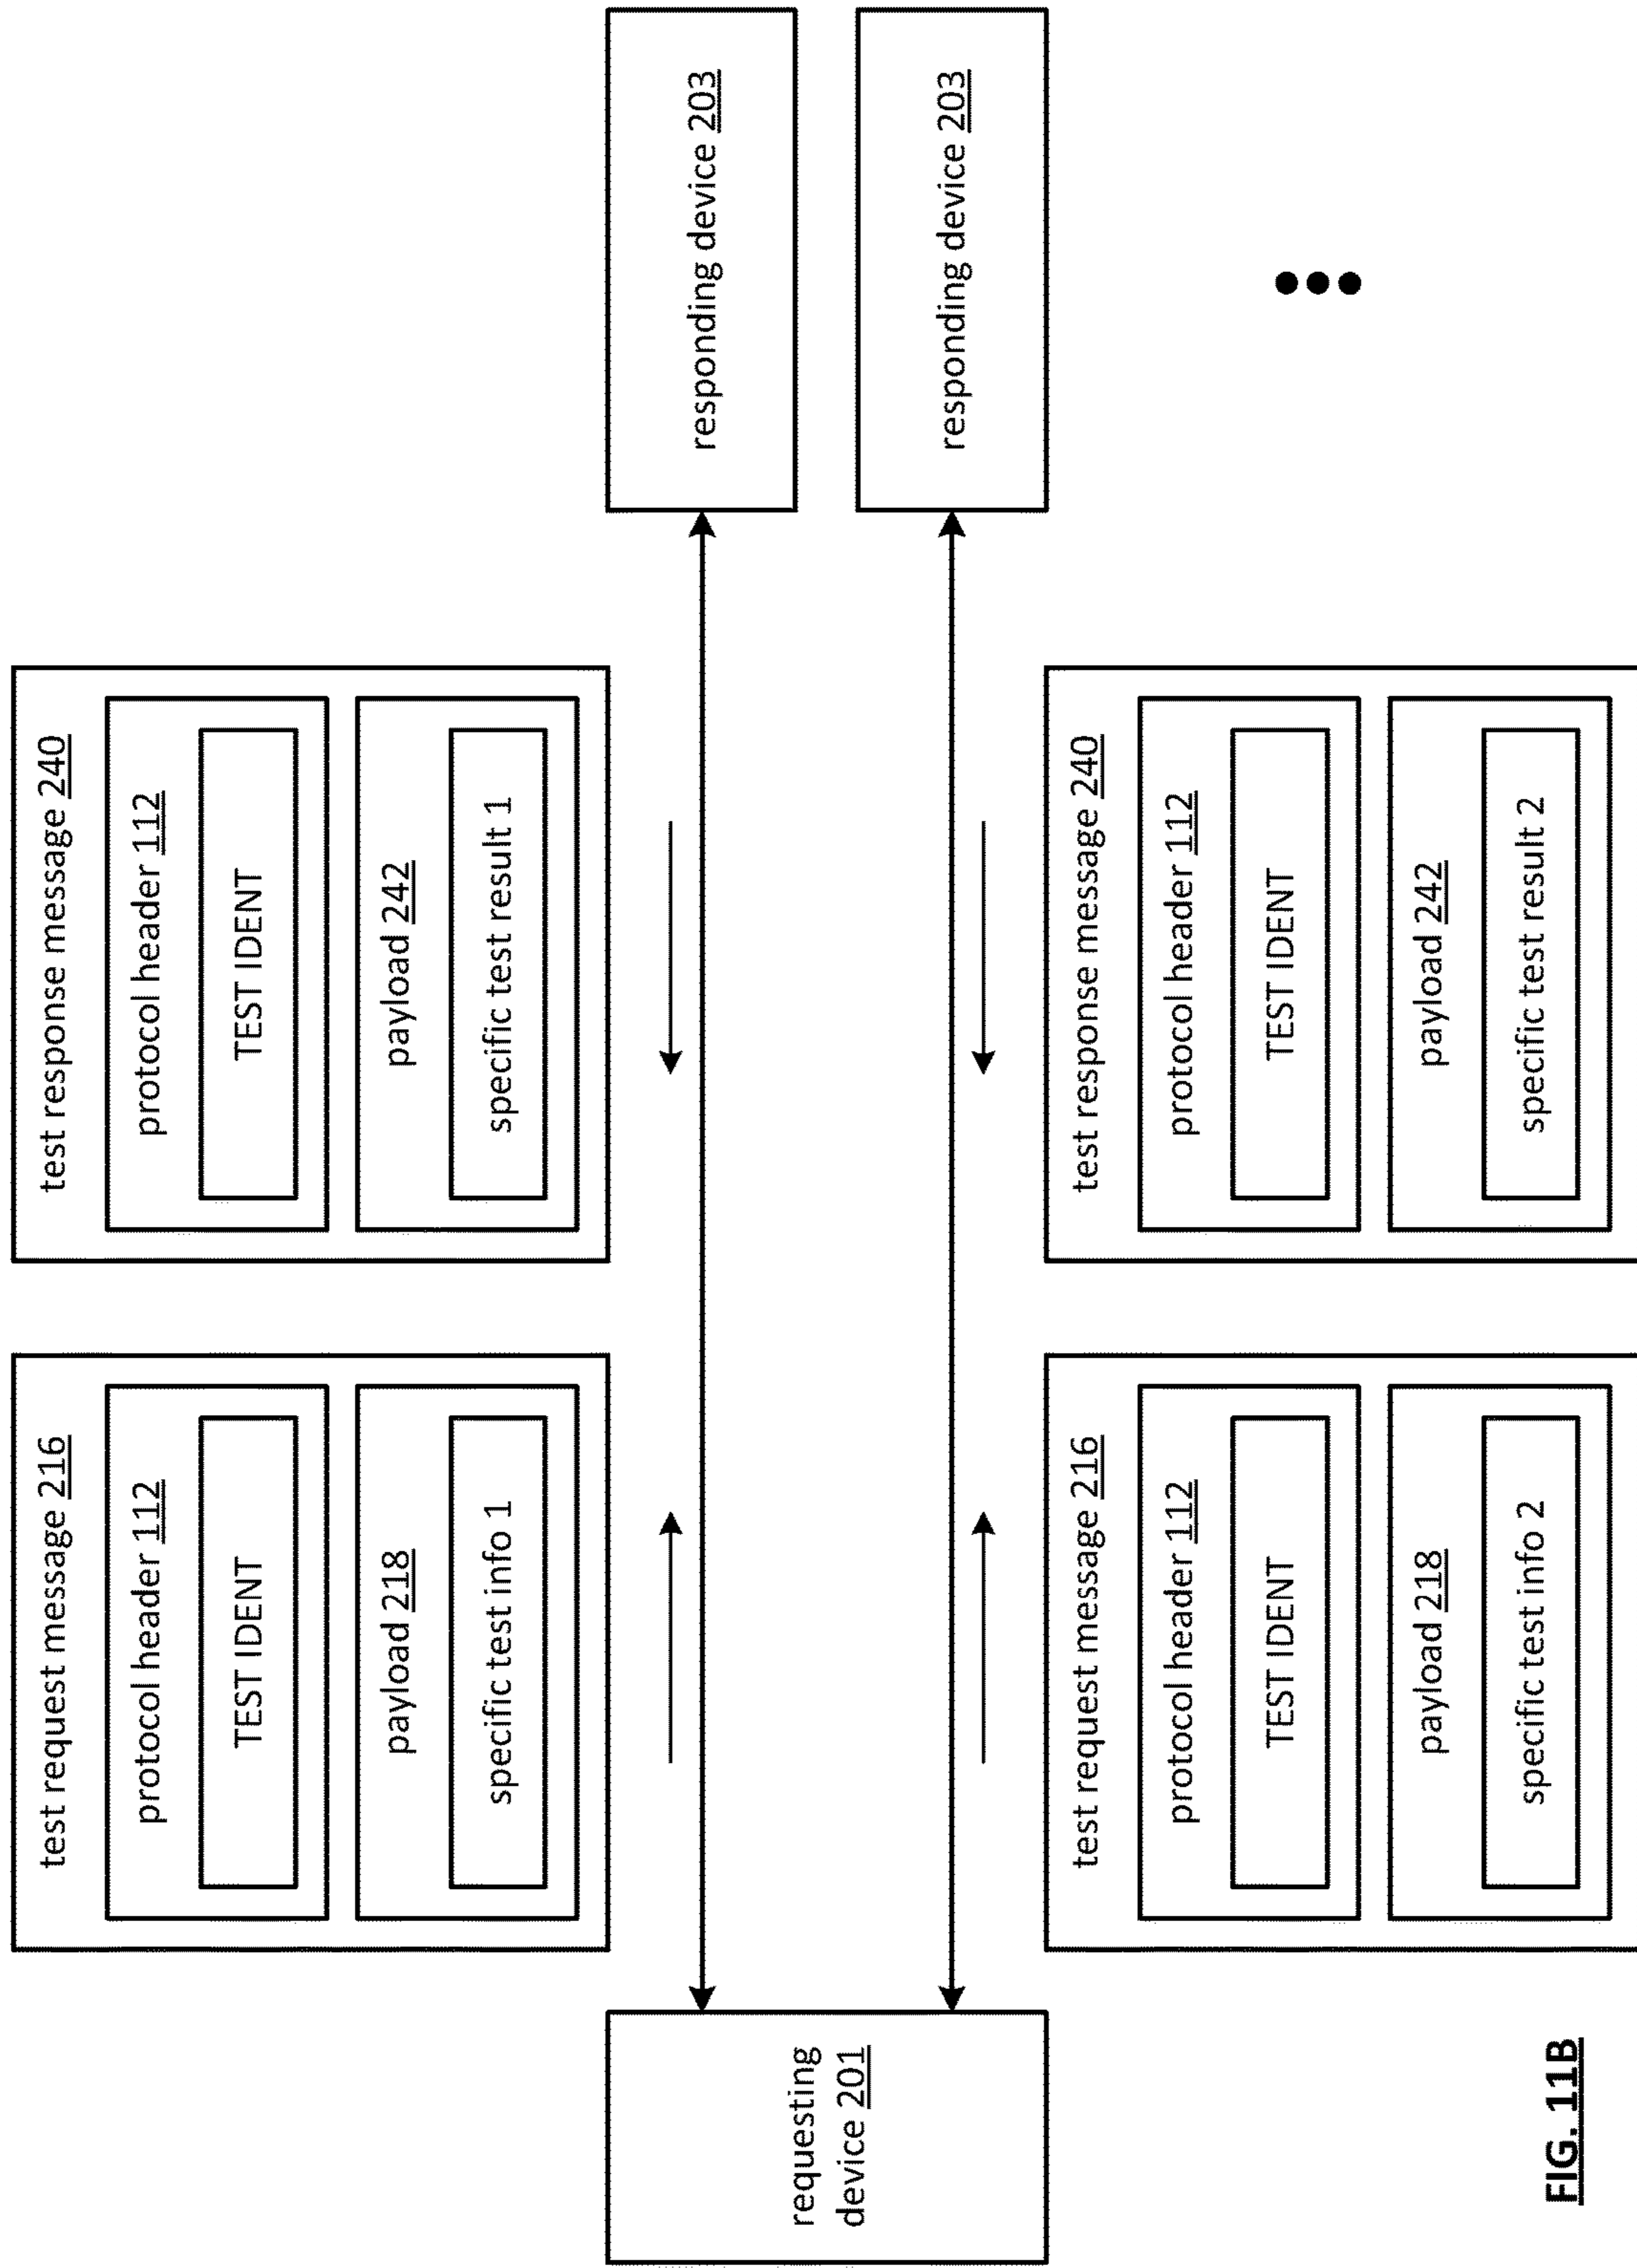 test request message 216
protocol header 112
TEST IDENT
payload 218
specific test info 1
test response message 240
protocol header 112
TEST IDENT
payload 242
specific test result 1
requesting
device 201
responding device 203
responding device 203
test request message 216
protocol header 112
TEST IDENT
payload 218
specific test info 2
test response message 240
protocol header 112
TEST IDENT
payload 242
specific test result 2
FIG. 11B